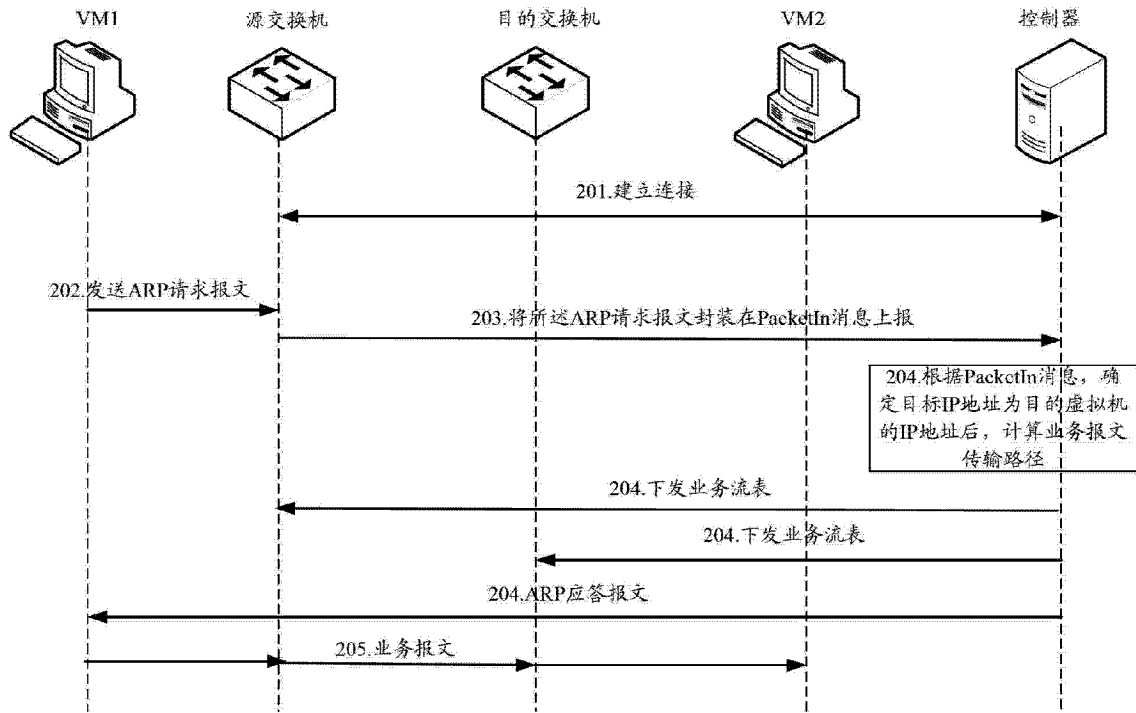 VM1
源交换机
目的交换机
VM2
控制器
201.建立连接
202.发送ARP请求报文
203.将所述ARP请求报文封装在PacketIn消息上报
204.根据PacketIn消息，确
定目标IP地址为目的虚拟机
的IP地址后，计算业务报文
传输路径
204.下发业务流表
204.下发业务流表
204.ARP应答报文
205.业务报文